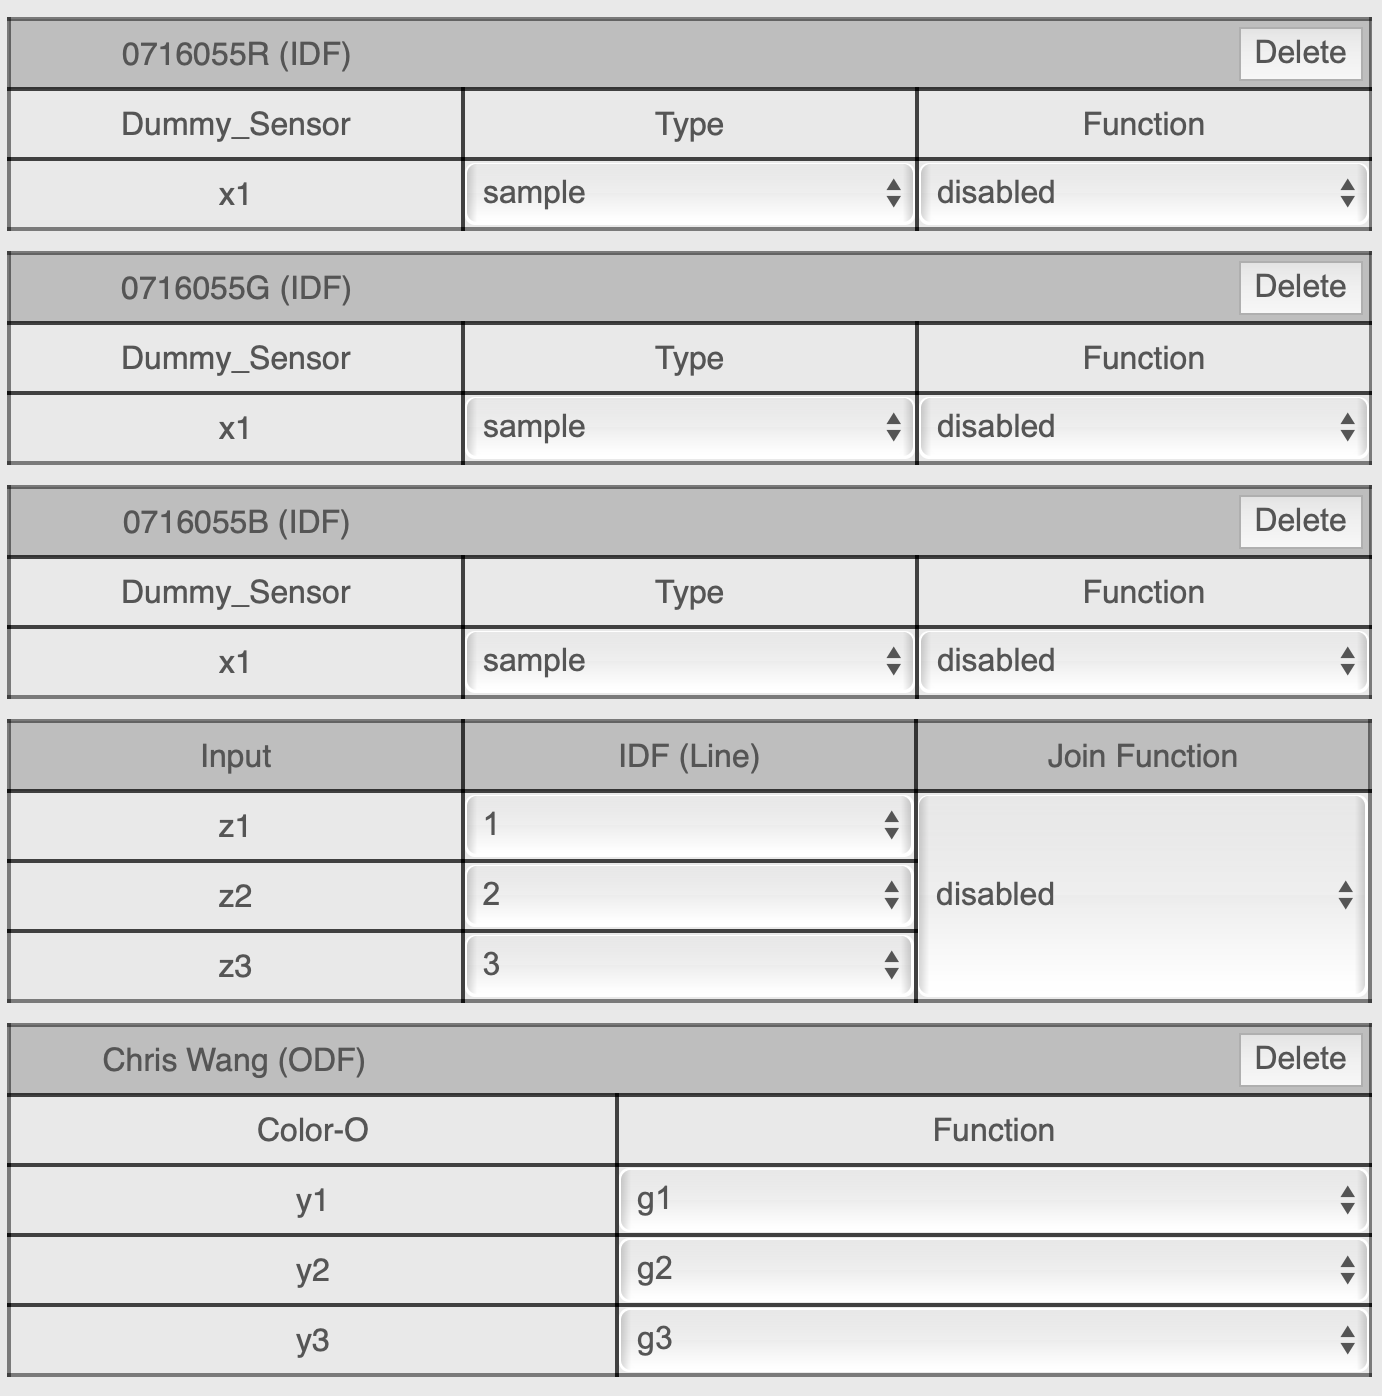 0716055R (IDF) Delete
Dummy_Sensor Type Function
x1 sample disabled
0716055G (IDF) Delete
Dummy_Sensor Type Function
x1 sample disabled
0716055B (IDF) Delete
Dummy_Sensor Type Function
x1 sample disabled
Input IDF (Line) Join Function
z1 1
z2 2 disabled
z3 3
Chris Wang (ODF) Delete
Color-O Function
y1 g1
y2 g2
y3 g3